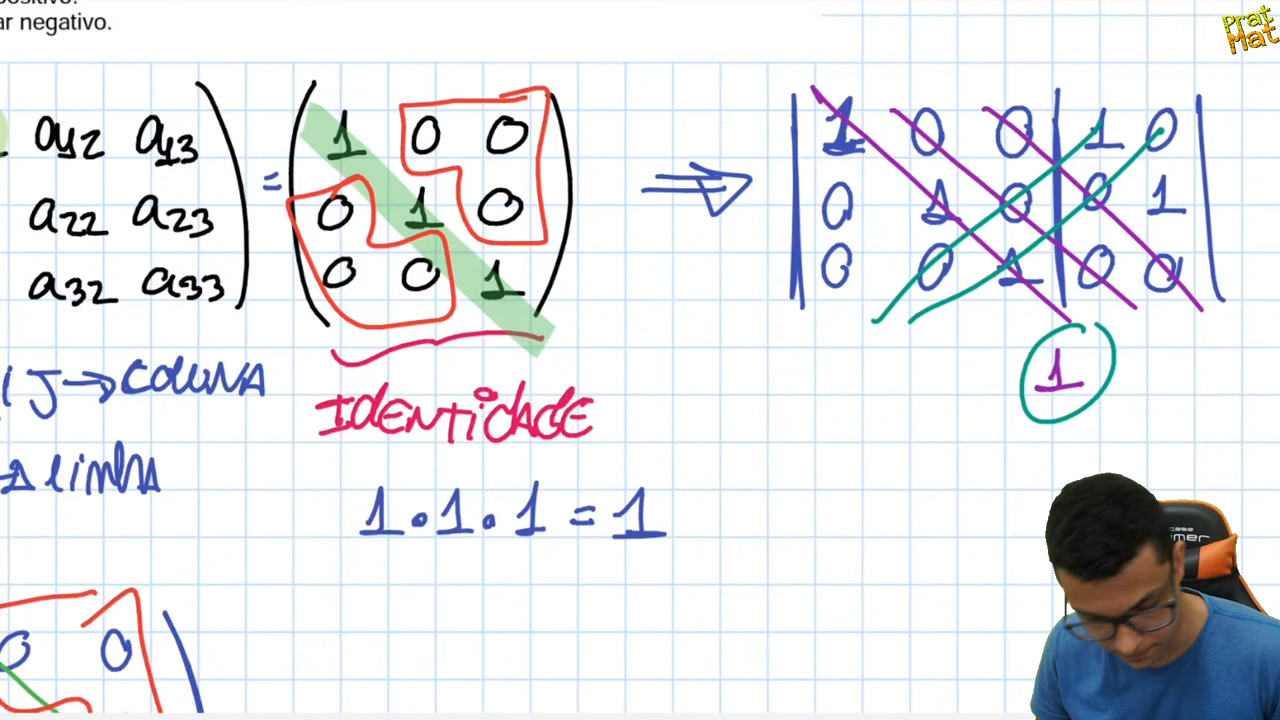 ar negativo.
Prat
Mat
a12 a13
a22 a23
a32 a33
= 1 0 0
0 1 0
0 0 1
⇒ 1 0 0 1 0
0 1 0 0 1
0 0 1 0 0
1
J → COLUNA
linha
IDENTIDADE
1 · 1 · 1 = 1
0 0